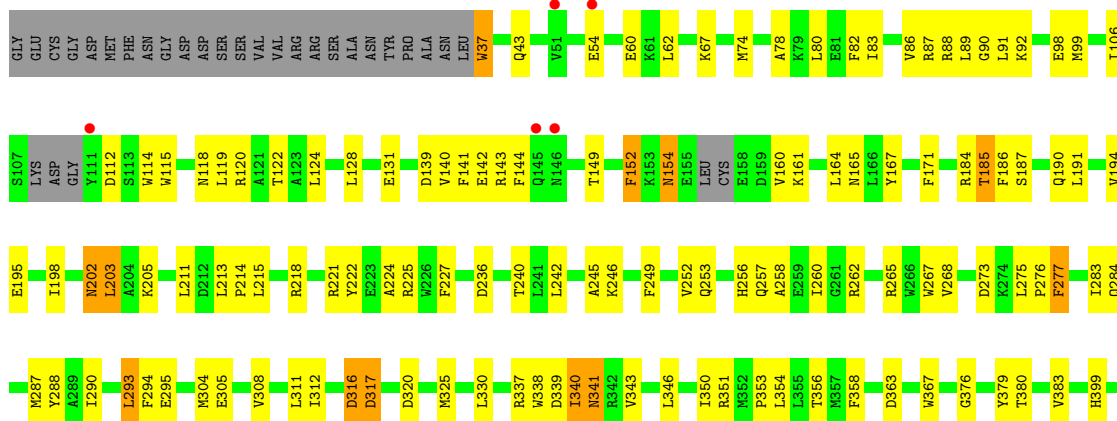 GLY GLU CYS GLY ASP MET PHE ASN GLY ASP ASP SER SER VAL VAL ARG ARG SER ALA ASN TYR PRO ALA ASN LEU W37 Q43 V51 E54 E60 K61 L62 K67 M74 A78 K79 L80 E81 F82 I83 V86 R87 R88 L89 G90 L91 K92 E98 M99 I106
S107 LYS ASP GLY Y111 D112 S113 W114 W115 N118 L119 R120 A121 T122 A123 L124 L128 E131 D139 V140 F141 E142 R143 F144 Q145 N146 T149 F152 K153 N154 E155 LEU CYS E158 D159 V160 K161 L164 N165 L166 Y167 F171 R184 T185 F186 S187 Q190 L191 V194
E195 I198 N202 L203 A204 K205 L211 D212 L213 P214 L215 R218 R221 Y222 E223 A224 R225 W226 F227 D236 T240 L241 L242 A245 K246 F249 V252 Q253 H256 Q257 A258 E259 I260 G261 R262 R265 W266 W267 V268 D273 K274 L275 P276 F277 I283 Q284
M287 Y288 A289 I290 L293 F294 E295 M304 E305 V308 L311 I312 D316 D317 D320 M325 L330 R337 W338 D339 I340 N341 R342 V343 L346 I350 R351 M352 P353 L354 L355 T356 M357 F358 D363 W367 G376 Y379 T380 V383 H399